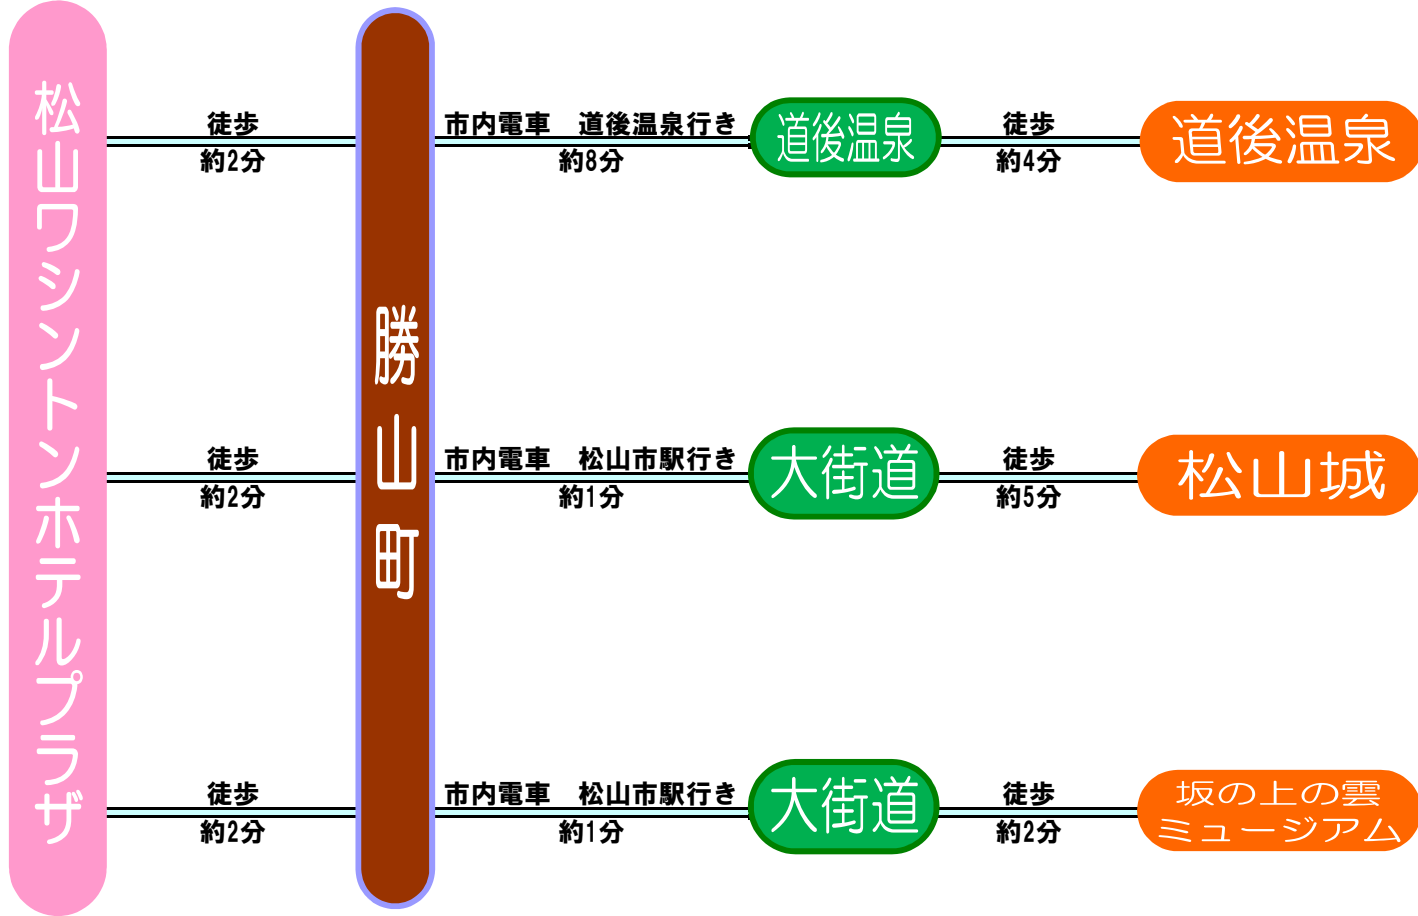 松山ワシントンホテルプラザ
勝山町
徒歩
約2分
市内電車　道後温泉行き
約8分
道後温泉
徒歩
約4分
道後温泉
徒歩
約2分
市内電車　松山市駅行き
約1分
大街道
徒歩
約5分
松山城
徒歩
約2分
市内電車　松山市駅行き
約1分
大街道
徒歩
約2分
坂の上の雲
ミュージアム